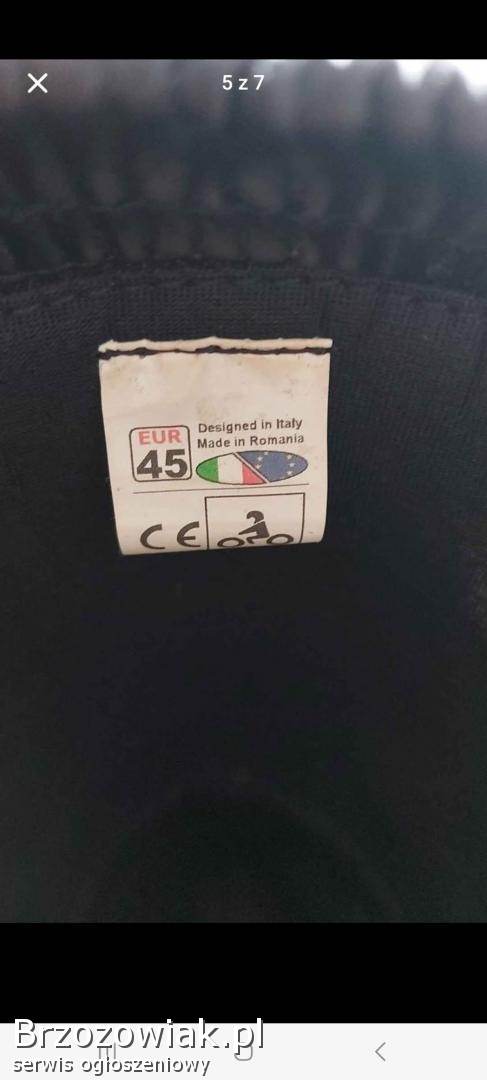 5 z 7
Designed in Italy
Made in Romania
EUR
45
CE
Brzozowiak.pl
serwis ogłoszeniowy